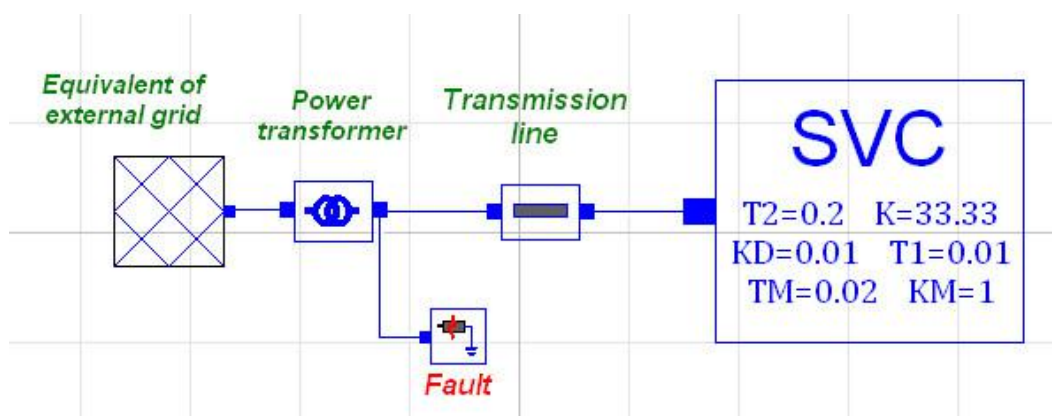 Equivalent of
external grid
Power
transformer
Transmission
line
SVC
T2=0.2 K=33.33
KD=0.01 T1=0.01
TM=0.02 KM=1
Fault